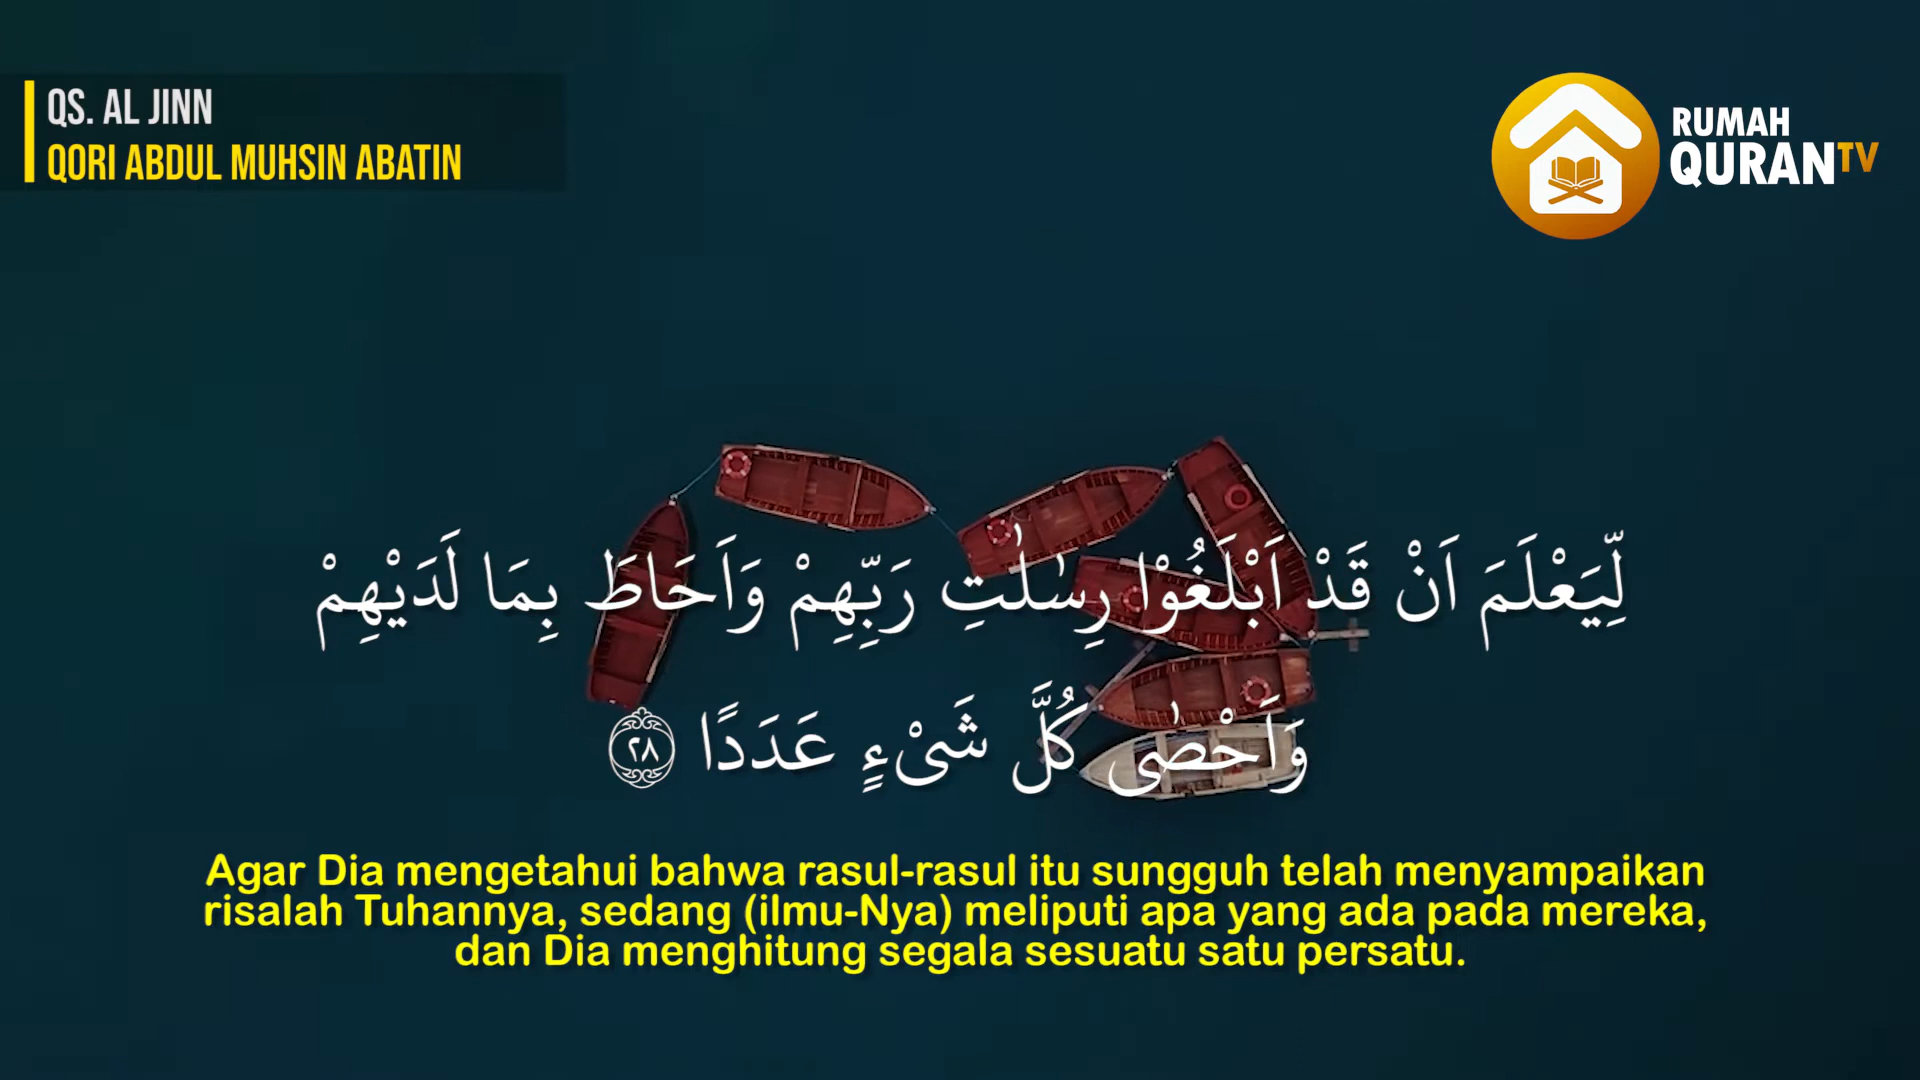 QS. AL JINN
QORI ABDUL MUHSIN ABATIN
RUMAH
QURANTV
لِّيَعْلَمَ اَنْ قَدْ اَبْلَغُوْا رِسٰلٰتِ رَبِّهِمْ وَاَحَاطَ بِمَا لَدَيْهِمْ
وَاَحْصٰى كُلَّ شَيْءٍ عَدَدًا ٢٨
Agar Dia mengetahui bahwa rasul-rasul itu sungguh telah menyampaikan
risalah Tuhannya, sedang (ilmu-Nya) meliputi apa yang ada pada mereka,
dan Dia menghitung segala sesuatu satu persatu.